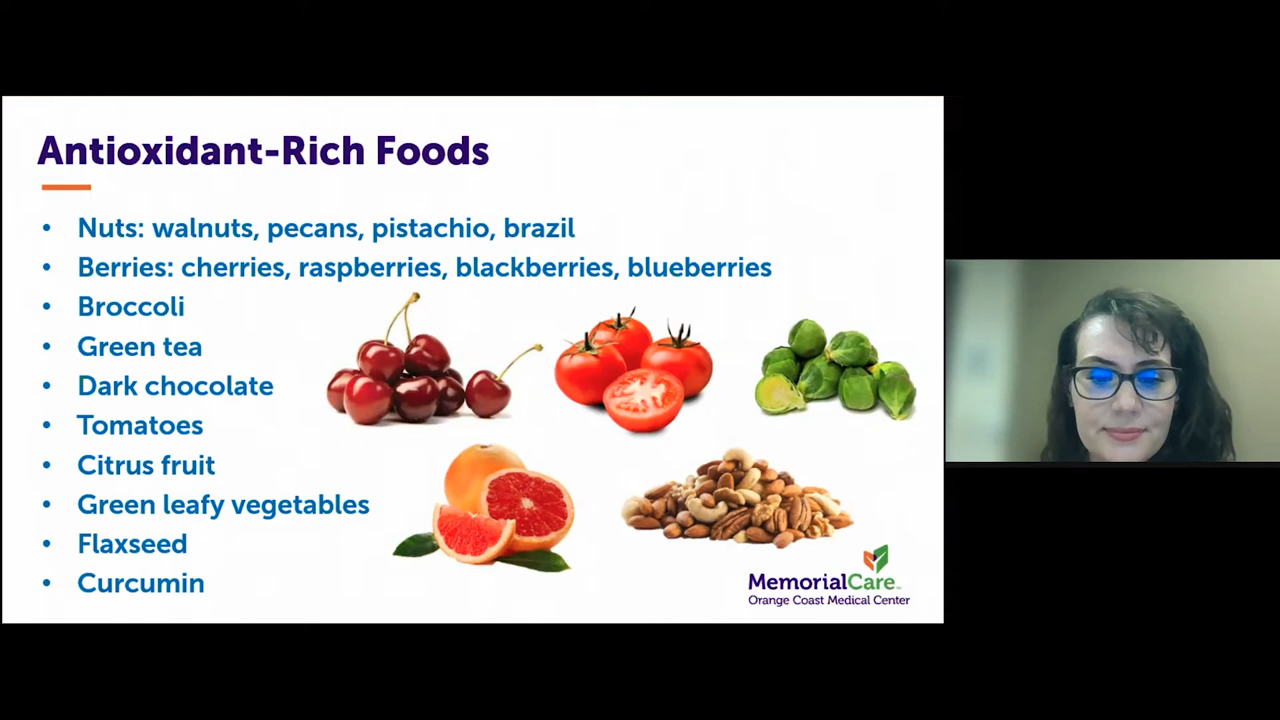 Antioxidant-Rich Foods
• Nuts: walnuts, pecans, pistachio, brazil
• Berries: cherries, raspberries, blackberries, blueberries
• Broccoli
• Green tea
• Dark chocolate
• Tomatoes
• Citrus fruit
• Green leafy vegetables
• Flaxseed
• Curcumin
MemorialCare™
Orange Coast Medical Center